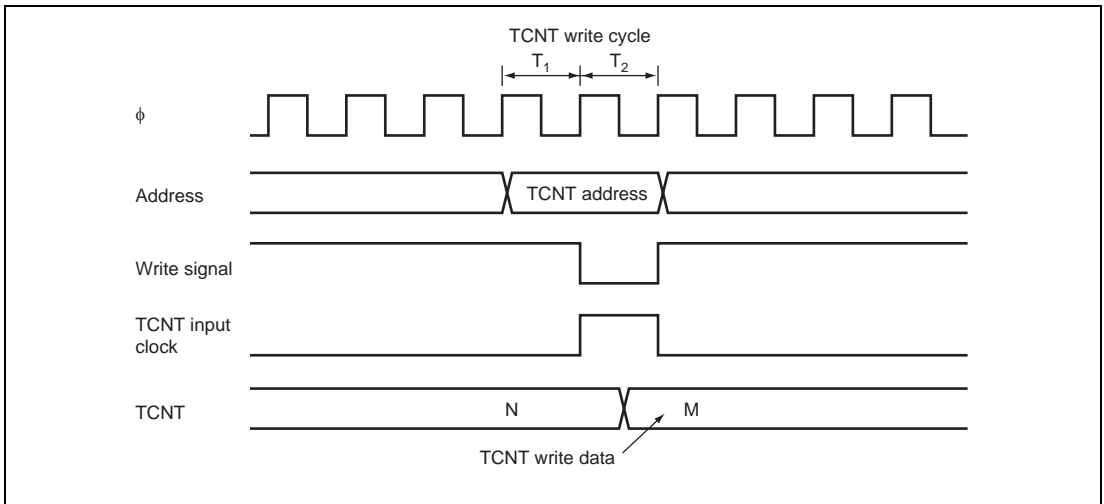 TCNT write cycle
T1 T2
ϕ
Address
TCNT address
Write signal
TCNT input
clock
TCNT
N
M
TCNT write data